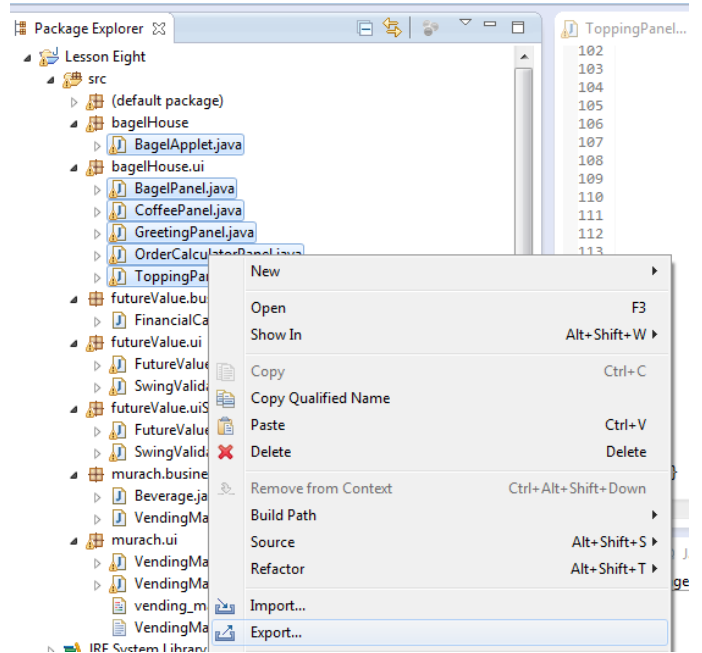 Package Explorer
Lesson Eight
src
(default package)
bagelHouse
BagelApplet.java
bagelHouse.ui
BagelPanel.java
CoffeePanel.java
GreetingPanel.java
OrderCalculatorPanel.java
ToppingPa
futureValue.bu
FinancialCa
futureValue.ui
FutureValue
SwingValida
futureValue.uiS
FutureValue
SwingValida
murach.busine
Beverage.ja
VendingMa
murach.ui
VendingMa
VendingMa
vending_ma
VendingMa
JRE System Library
New
Open F3
Show In Alt+Shift+W
Copy Ctrl+C
Copy Qualified Name
Paste Ctrl+V
Delete Delete
Remove from Context Ctrl+Alt+Shift+Down
Build Path
Source Alt+Shift+S
Refactor Alt+Shift+T
Import...
Export...
ToppingPanel...
102
103
104
105
106
107
108
109
110
111
112
113
}